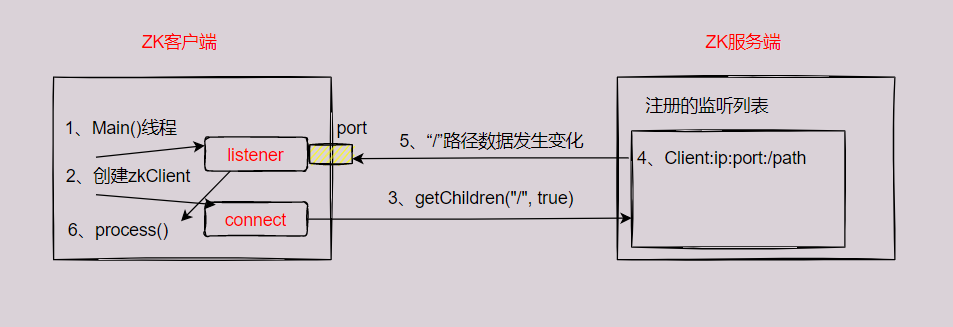 ZK客户端
ZK服务端
注册的监听列表
1、Main()线程
port
listener
5、“/”路径数据发生变化
4、Client:ip:port:/path
2、创建zkClient
3、getChildren("/", true)
connect
6、process()